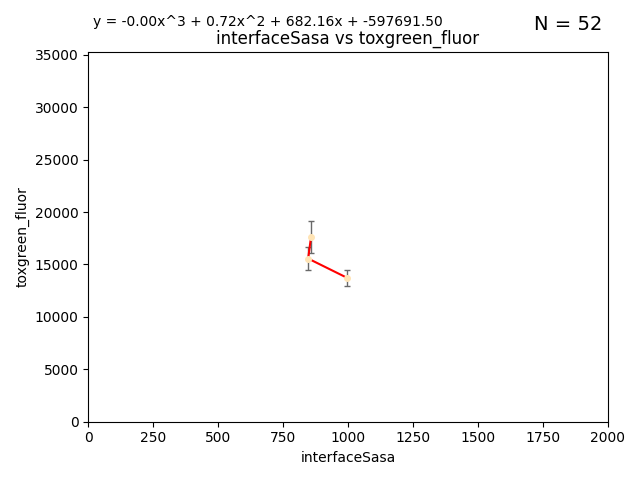 y = -0.00x^3 + 0.72x^2 + 682.16x + -597691.50
N = 52
interfaceSasa vs toxgreen_fluor
35000
30000
25000
20000
15000
10000
5000
0
toxgreen_fluor
0 250 500 750 1000 1250 1500 1750 2000
interfaceSasa